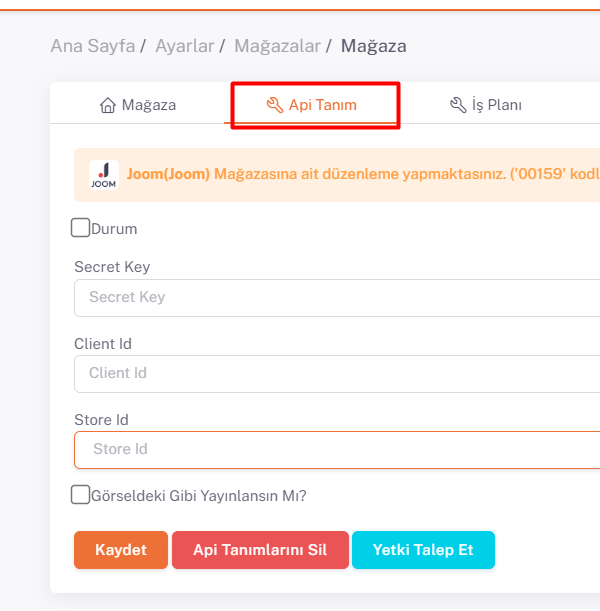 Ana Sayfa / Ayarlar / Mağazalar / Mağaza
Mağaza Api Tanım İş Planı
JOOM Joom(Joom) Mağazasına ait düzenleme yapmaktasınız. ('00159' kodl
Durum
Secret Key
Secret Key
Client Id
Client Id
Store Id
Store Id
Görseldeki Gibi Yayınlansın Mı?
Kaydet Api Tanımlarını Sil Yetki Talep Et